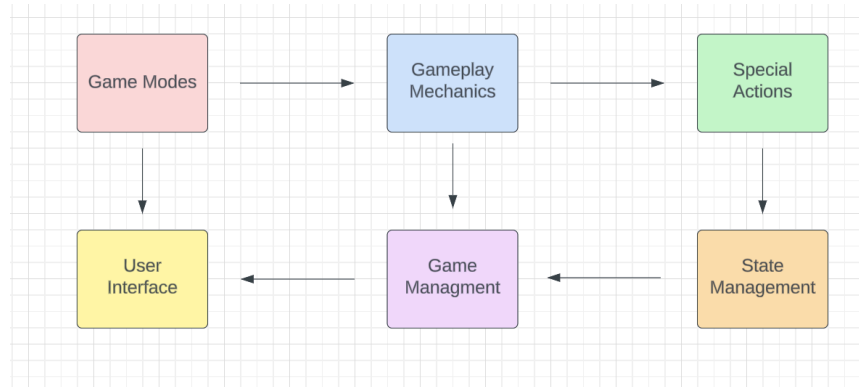 Game Modes
Gameplay
Mechanics
Special
Actions
User
Interface
Game
Managment
State
Management